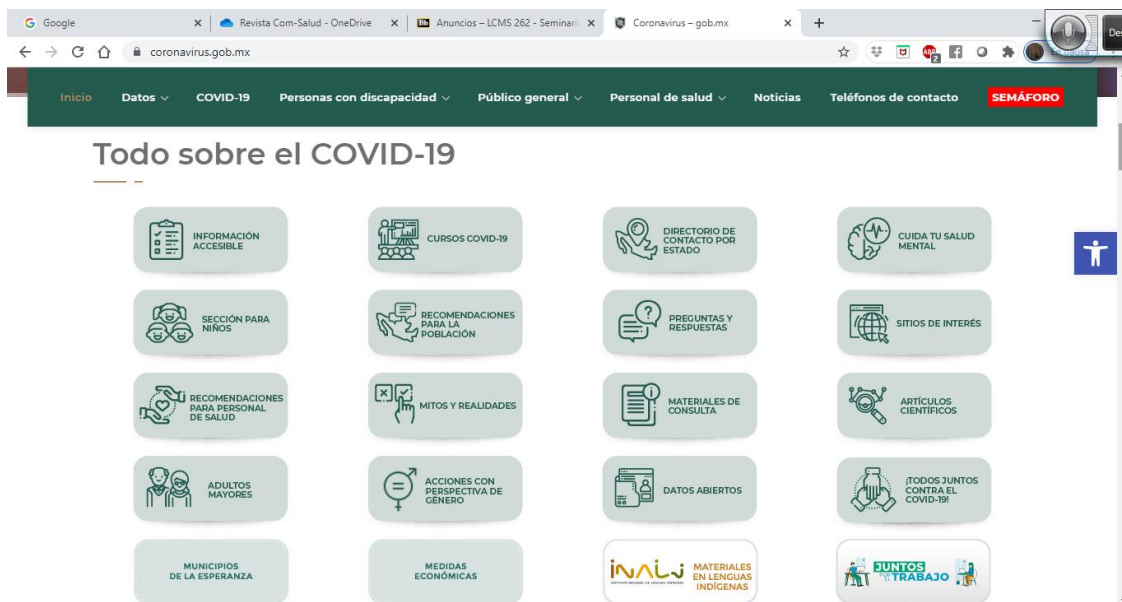 Google
Revista Com-Salud - OneDrive
Bb Anuncios – LCMS 262 - Seminari
Coronavirus – gob.mx
Des
coronavirus.gob.mx
ABP
2
Inicio
Datos
COVID-19
Personas con discapacidad
Público general
Personal de salud
Noticias
Teléfonos de contacto
SEMÁFORO
Todo sobre el COVID-19
INFORMACIÓN
ACCESIBLE
CURSOS COVID-19
DIRECTORIO DE
CONTACTO POR
ESTADO
CUIDA TU SALUD
MENTAL
SECCIÓN PARA
NIÑOS
RECOMENDACIONES
PARA LA
POBLACIÓN
PREGUNTAS Y
RESPUESTAS
SITIOS DE INTERÉS
RECOMENDACIONES
PARA PERSONAL
DE SALUD
MITOS Y REALIDADES
MATERIALES DE
CONSULTA
ARTÍCULOS
CIENTÍFICOS
ADULTOS
MAYORES
ACCIONES CON
PERSPECTIVA DE
GÉNERO
DATOS ABIERTOS
¡TODOS JUNTOS
CONTRA EL
COVID-19!
MUNICIPIOS
DE LA ESPERANZA
MEDIDAS
ECONÓMICAS
INALI
MATERIALES
EN LENGUAS
INDÍGENAS
JUNTOS
TRABAJO